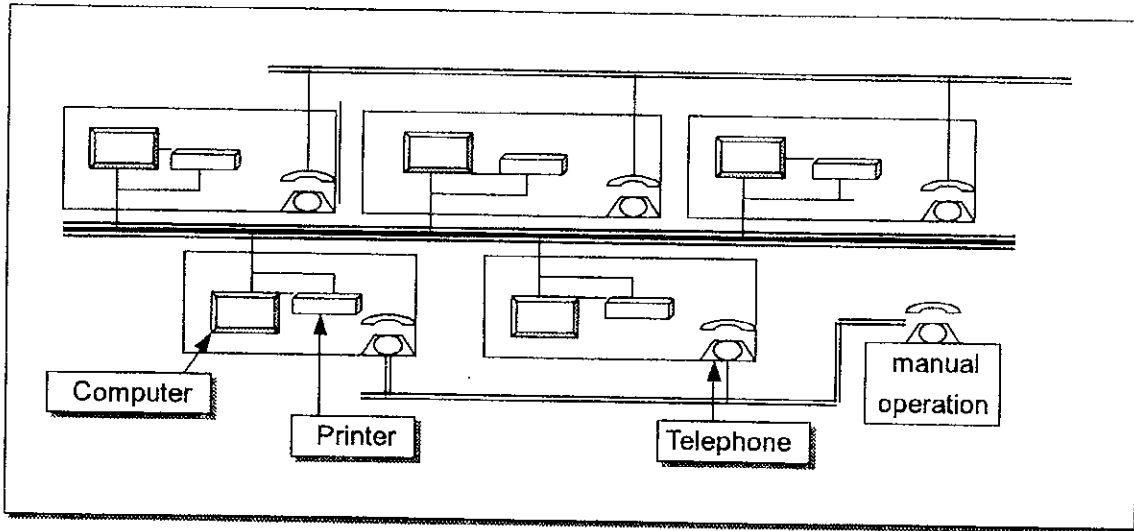 manual
operation
Computer
Printer
Telephone